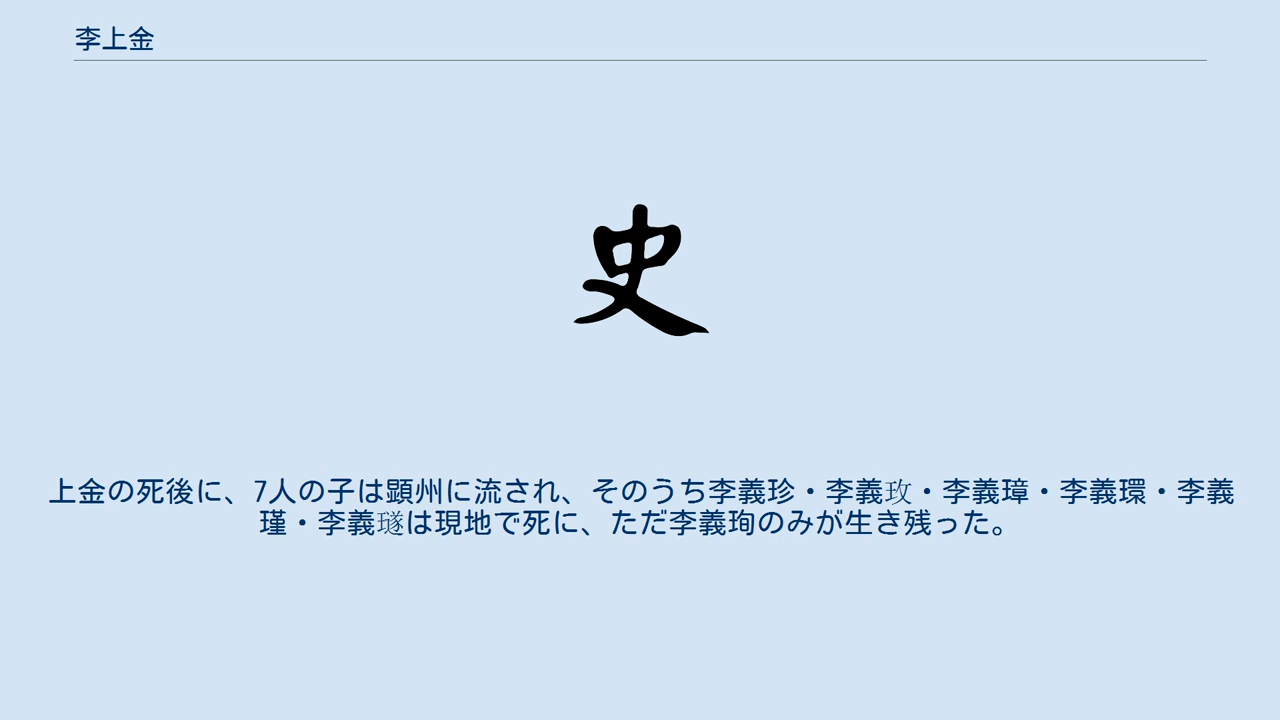 李上金
史
上金の死後に、7人の子は顕州に流され、そのうち李義珍・李義玫・李義璋・李義環・李義
瑾・李義璲は現地で死に、ただ李義珣のみが生き残った。